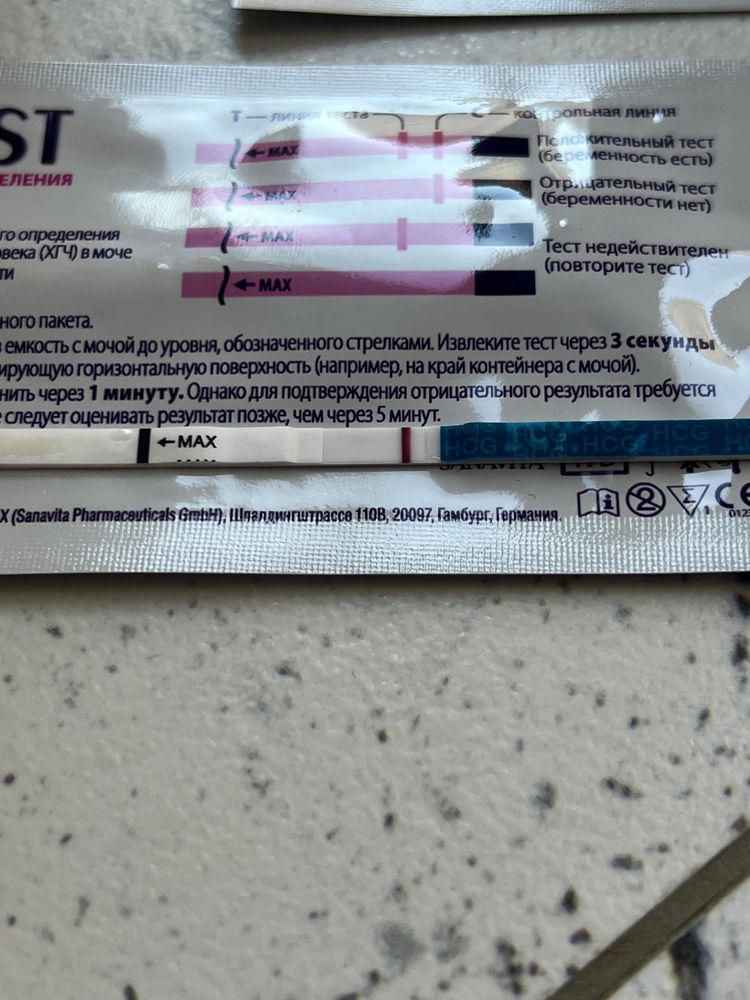 ST
ЕЛЕНИЯ
T — линия теста
C — контрольная линия
← MAX
Положительный тест
(беременность есть)
← MAX
Отрицательный тест
(беременности нет)
← MAX
Тест недействителен
(повторите тест)
← MAX
го определения
века (ХГЧ) в моче
ти
ного пакета.
в емкость с мочой до уровня, обозначенного стрелками. Извлеките тест через 3 секунды
ирующую горизонтальную поверхность (например, на край контейнера с мочой).
нить через 1 минуту. Однако для подтверждения отрицательного результата требуется
е следует оценивать результат позже, чем через 5 минут.
←MAX
HCG HCG HCG HCG
X (Sanavita Pharmaceuticals GmbH), Шпалдингштрассе 110B, 20097, Гамбург, Германия.